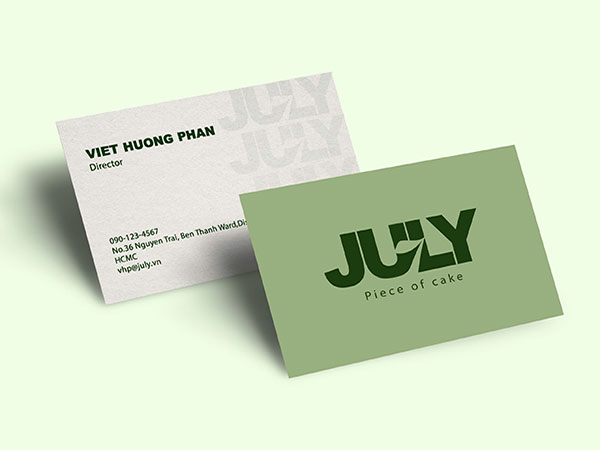 JULY
JULY
JULY
VIET HUONG PHAN
Director
090-123-4567
No.36 Nguyen Trai, Ben Thanh Ward,
HCMC
vhp@july.vn
JULY
Piece of cake